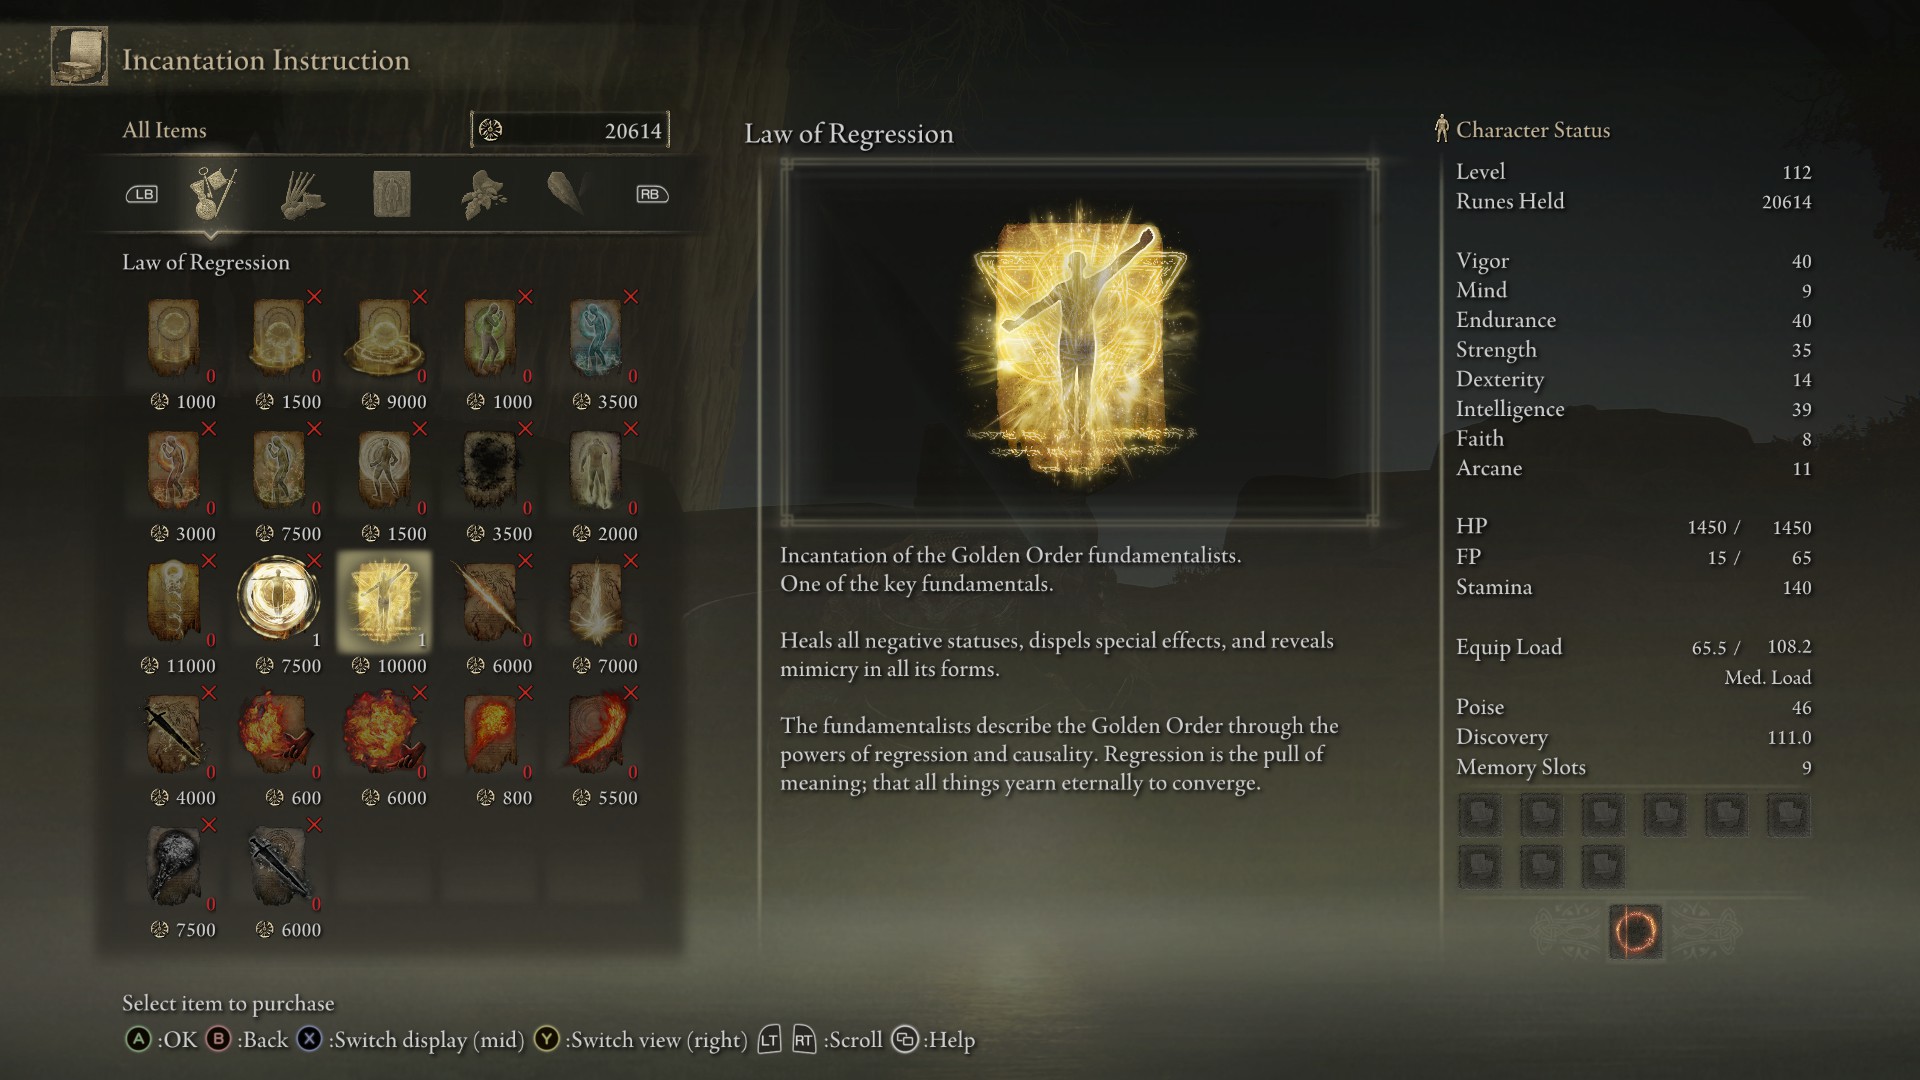 Incantation Instruction
All Items
20614
LB
RB
Law of Regression
0 0 0 0 0
1000 1500 9000 1000 3500
0 0 0 0 0
3000 7500 1500 3500 2000
0 1 1 0 0
11000 7500 10000 6000 7000
0 0 0 0 0
4000 600 6000 800 5500
0 0
7500 6000
Law of Regression
Incantation of the Golden Order fundamentalists.
One of the key fundamentals.
Heals all negative statuses, dispels special effects, and reveals
mimicry in all its forms.
The fundamentalists describe the Golden Order through the
powers of regression and causality. Regression is the pull of
meaning; that all things yearn eternally to converge.
Character Status
Level 112
Runes Held 20614
Vigor 40
Mind 9
Endurance 40
Strength 35
Dexterity 14
Intelligence 39
Faith 8
Arcane 11
HP 1450 / 1450
FP 15 / 65
Stamina 140
Equip Load 65.5 / 108.2
Med. Load
Poise 46
Discovery 111.0
Memory Slots 9
Select item to purchase
A :OK B :Back X :Switch display (mid) Y :Switch view (right) LT RT :Scroll :Help